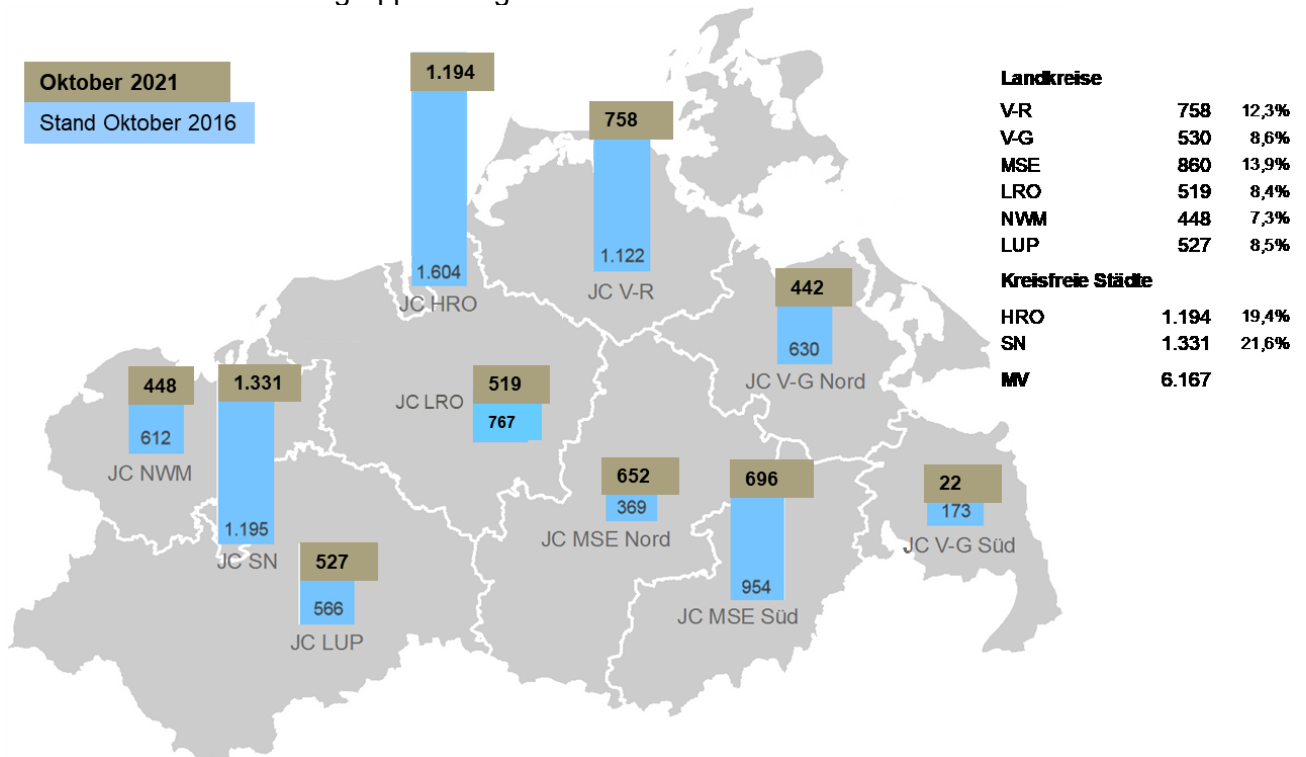 Oktober 2021
Stand Oktober 2016
1.194
1.604
JC HRO
758
1.122
JC V-R
442
630
JC V-G Nord
448
612
JC NWM
1.331
1.195
JC SN
JC LRO
519
767
652
369
JC MSE Nord
696
954
JC MSE Süd
22
173
JC V-G Süd
527
566
JC LUP
Landkreise
V-R 758 12,3%
V-G 530 8,6%
MSE 860 13,9%
LRO 519 8,4%
NWM 448 7,3%
LUP 527 8,5%
Kreisfreie Städte
HRO 1.194 19,4%
SN 1.331 21,6%
MV 6.167